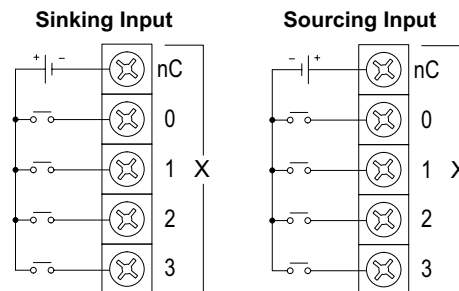 Sinking Input
+ −
nC
0
1 X
2
3
Sourcing Input
− +
nC
0
1 X
2
3